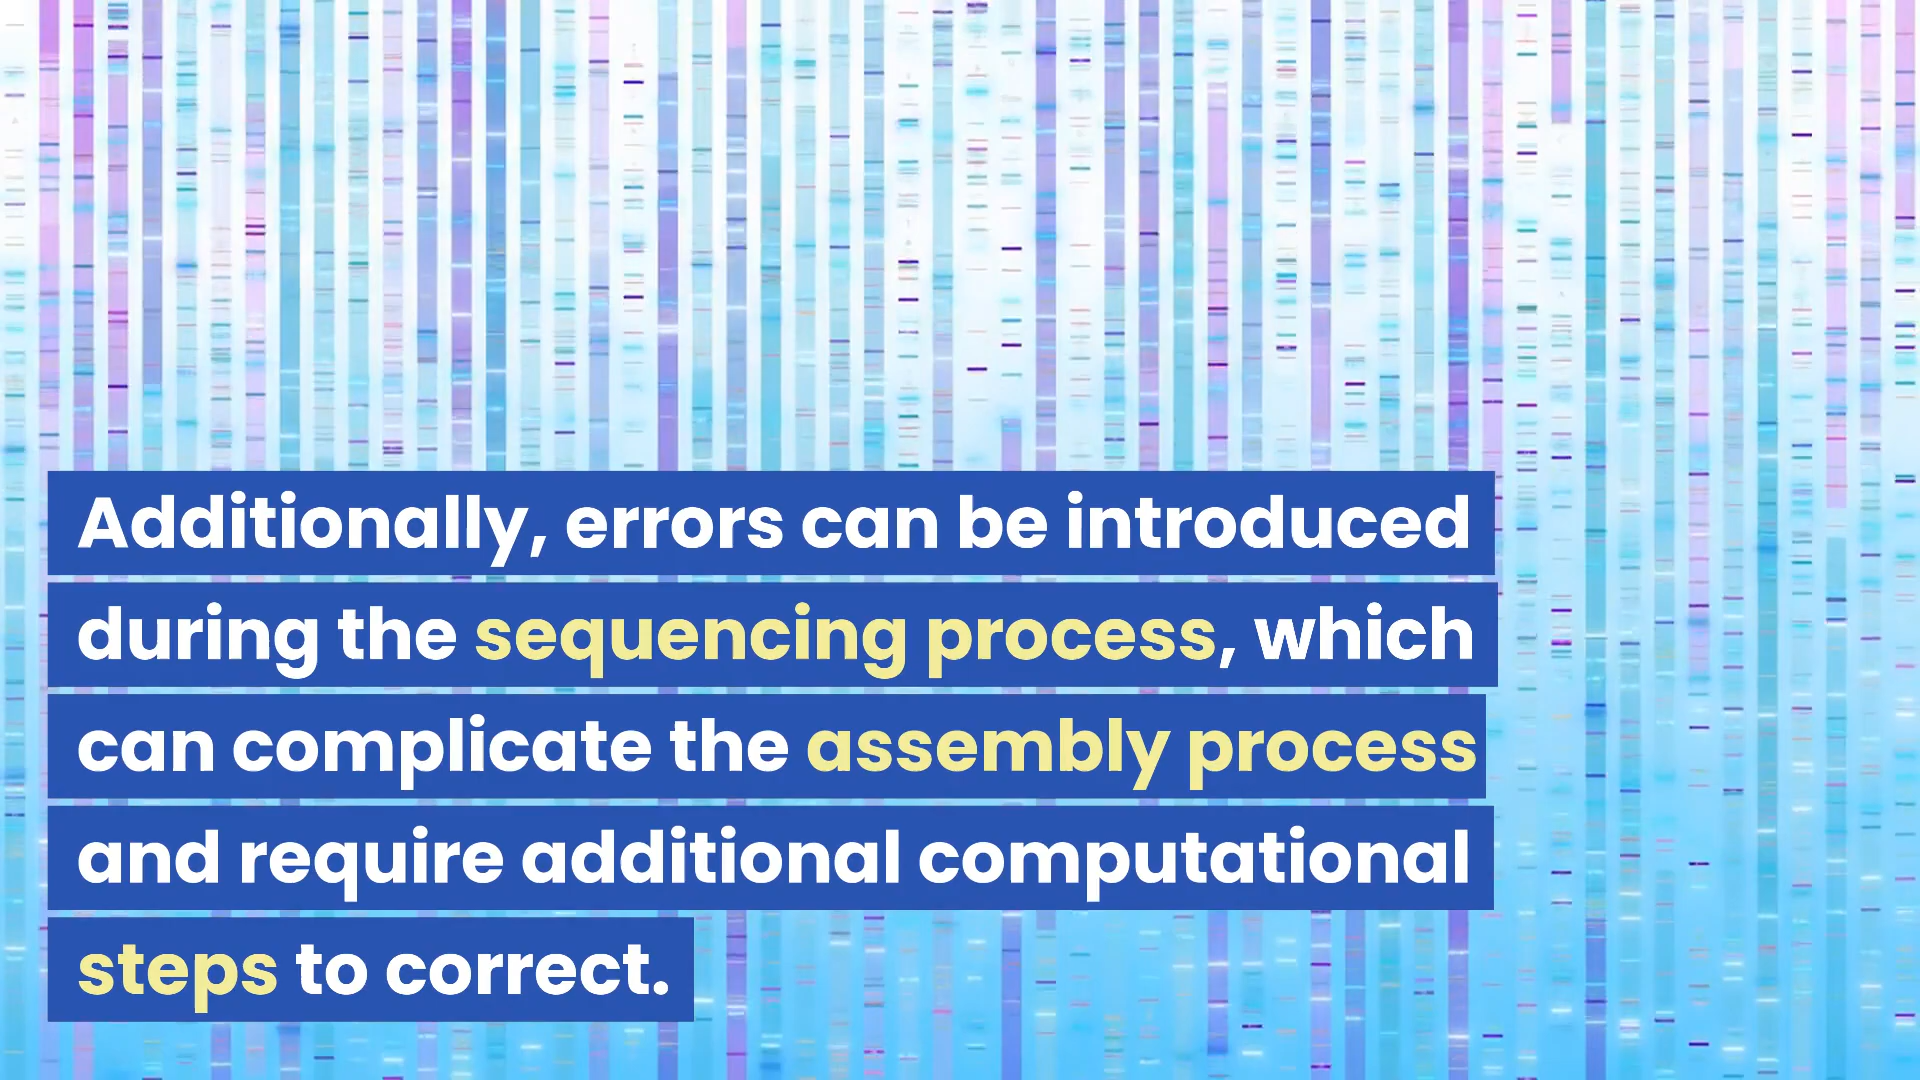 Additionally, errors can be introduced
during the sequencing process, which
can complicate the assembly process
and require additional computational
steps to correct.